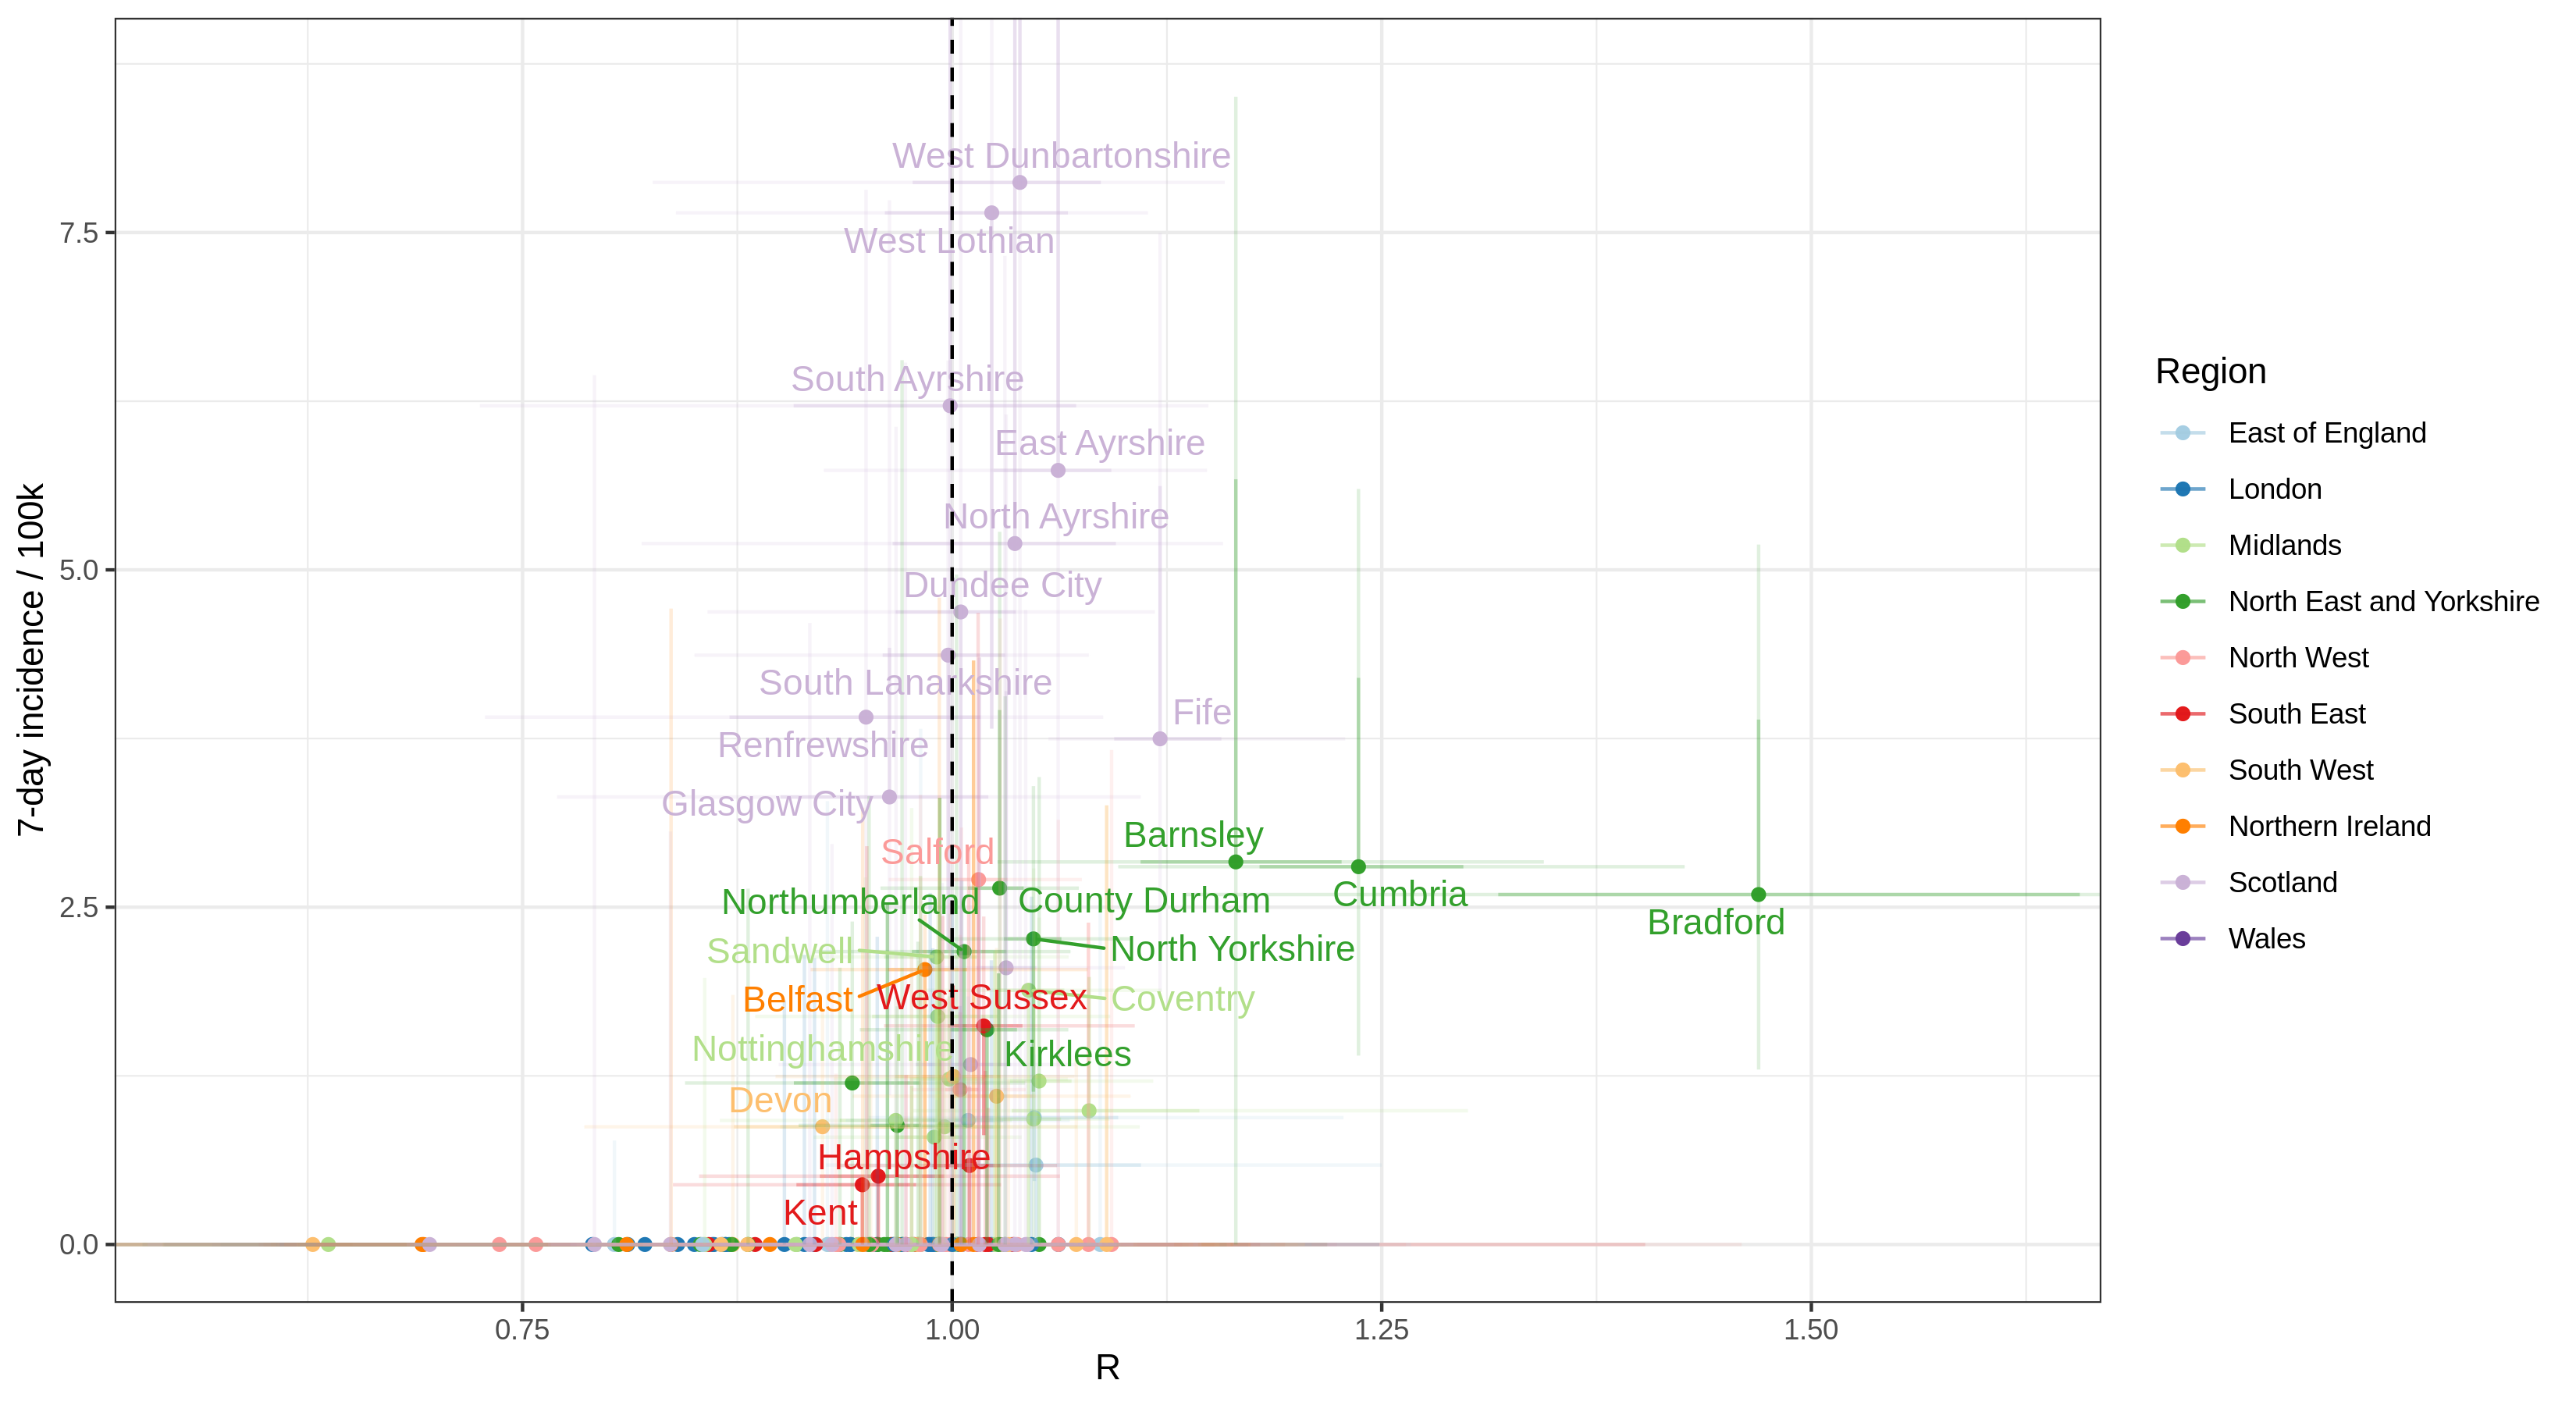 West Dunbartonshire
7.5
West Lothian
South Ayrshire
Region
East Ayrshire
East of England
London
North Ayrshire
Midlands
5.0
Dundee City
North East and Yorkshire
7-day incidence / 100k
North West
South Lanarkshire
Fife
South East
Renfrewshire
South West
Glasgow City
Northern Ireland
Barnsley
Salford
Scotland
Cumbria
Northumberland
County Durham
2.5
Bradford
Wales
Sandwell
North Yorkshire
Belfast
West Sussex
Coventry
Nottinghamshire
Kirklees
Devon
Hampshire
Kent
0.0
0.75
1.00
1.25
1.50
R